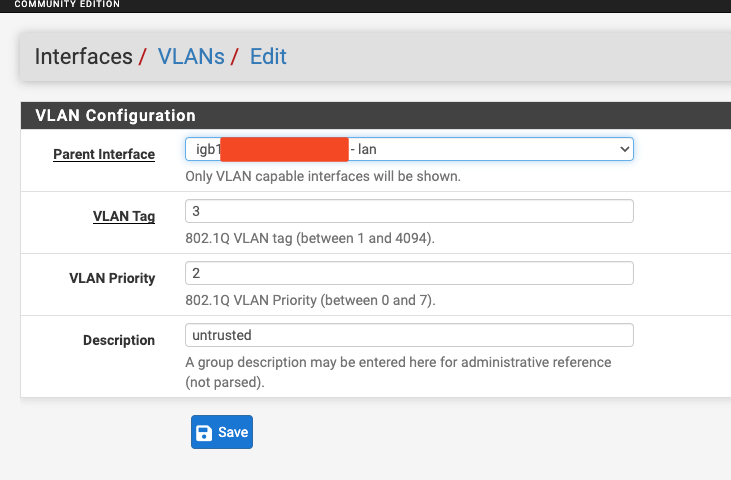 COMMUNITY EDITION
Interfaces / VLANs / Edit
VLAN Configuration
Parent Interface
igb1 - lan
Only VLAN capable interfaces will be shown.
VLAN Tag
3
802.1Q VLAN tag (between 1 and 4094).
VLAN Priority
2
802.1Q VLAN Priority (between 0 and 7).
Description
untrusted
A group description may be entered here for administrative reference
(not parsed).
Save